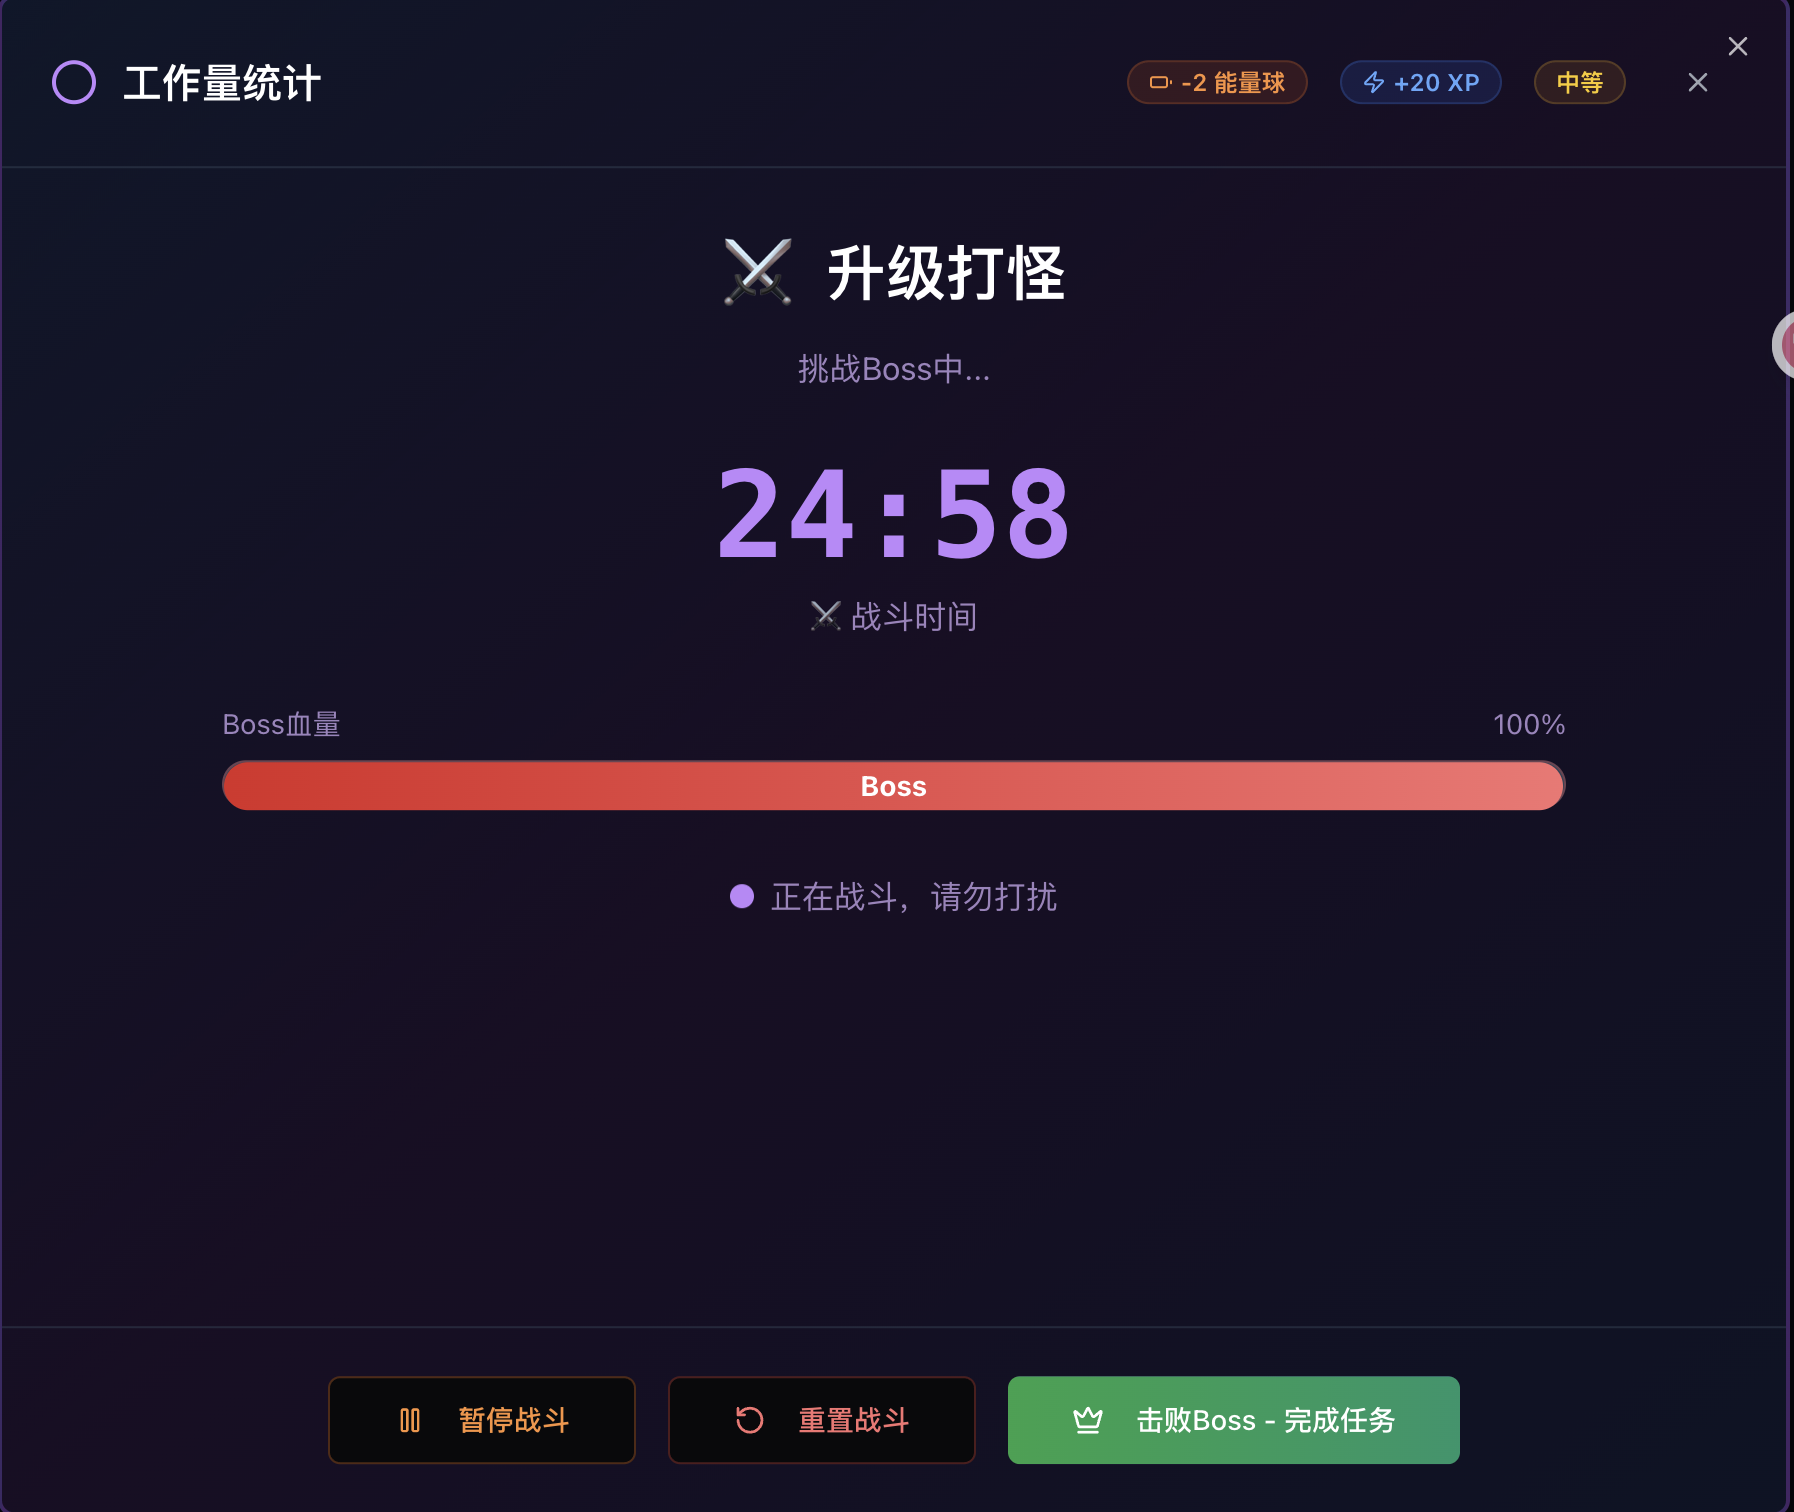 工作量统计
-2 能量球
+20 XP
中等
升级打怪
挑战Boss中...
24:58
战斗时间
Boss血量
100%
Boss
正在战斗，请勿打扰
暂停战斗
重置战斗
击败Boss - 完成任务